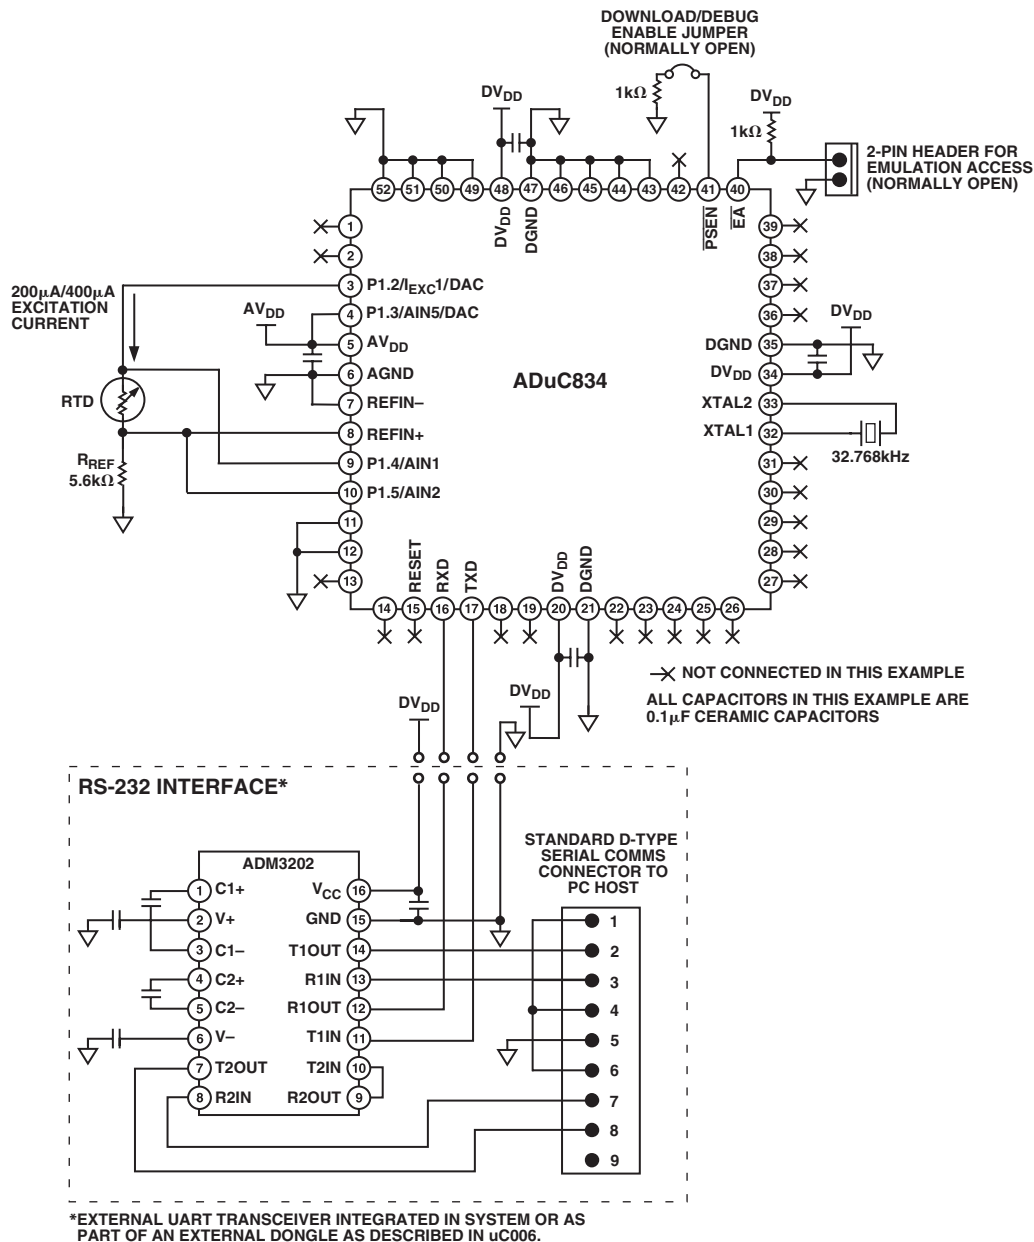 DOWNLOAD/DEBUG
ENABLE JUMPER
(NORMALLY OPEN)
1kΩ
DVDD
DVDD
1kΩ
2-PIN HEADER FOR
EMULATION ACCESS
(NORMALLY OPEN)
52 51 50 49 48 47 46 45 44 43 42 41 40
DVDD
DGND
PSEN
EA
1
2
3 P1.2/IEXC1/DAC
4 P1.3/AIN5/DAC
5 AVDD
6 AGND
7 REFIN–
8 REFIN+
9 P1.4/AIN1
10 P1.5/AIN2
11
12
13
200μA/400μA
EXCITATION
CURRENT
AVDD
RTD
RREF
5.6kΩ
ADuC834
39
38
37
36
DGND 35
DVDD 34
XTAL2 33
XTAL1 32
31
30
29
28
27
DVDD
32.768kHz
RESET
RXD
TXD
DVDD
DGND
14 15 16 17 18 19 20 21 22 23 24 25 26
NOT CONNECTED IN THIS EXAMPLE
ALL CAPACITORS IN THIS EXAMPLE ARE
0.1μF CERAMIC CAPACITORS
DVDD
DVDD
RS-232 INTERFACE*
ADM3202
1 C1+
2 V+
3 C1–
4 C2+
5 C2–
6 V–
7 T2OUT
8 R2IN
VCC 16
GND 15
T1OUT 14
R1IN 13
R1OUT 12
T1IN 11
T2IN 10
R2OUT 9
STANDARD D-TYPE
SERIAL COMMS
CONNECTOR TO
PC HOST
1
2
3
4
5
6
7
8
9
*EXTERNAL UART TRANSCEIVER INTEGRATED IN SYSTEM OR AS
PART OF AN EXTERNAL DONGLE AS DESCRIBED IN uC006.